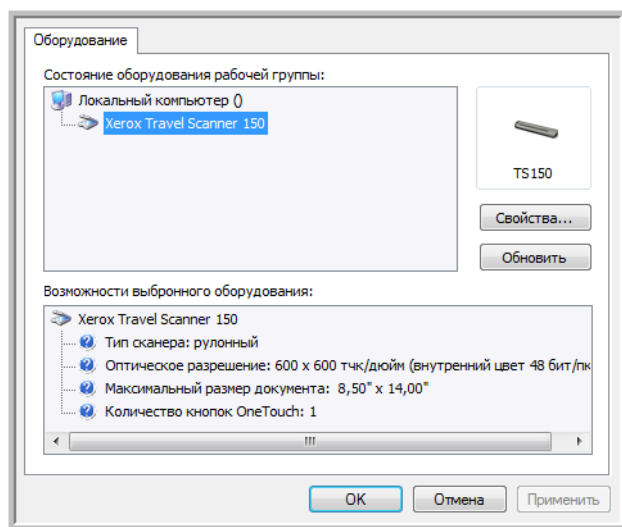 Оборудование
Состояние оборудования рабочей группы:
Локальный компьютер ()
Xerox Travel Scanner 150
TS150
Свойства...
Обновить
Возможности выбронного оборудования:
Xerox Travel Scanner 150
Тип сканера: рулонный
Оптическое разрешение: 600 x 600 тчк/дюйм (внутренний цвет 48 бит/пк
Максимальный размер документа: 8,50" x 14,00"
Количество кнопок OneTouch: 1
OK
Отмена
Применить